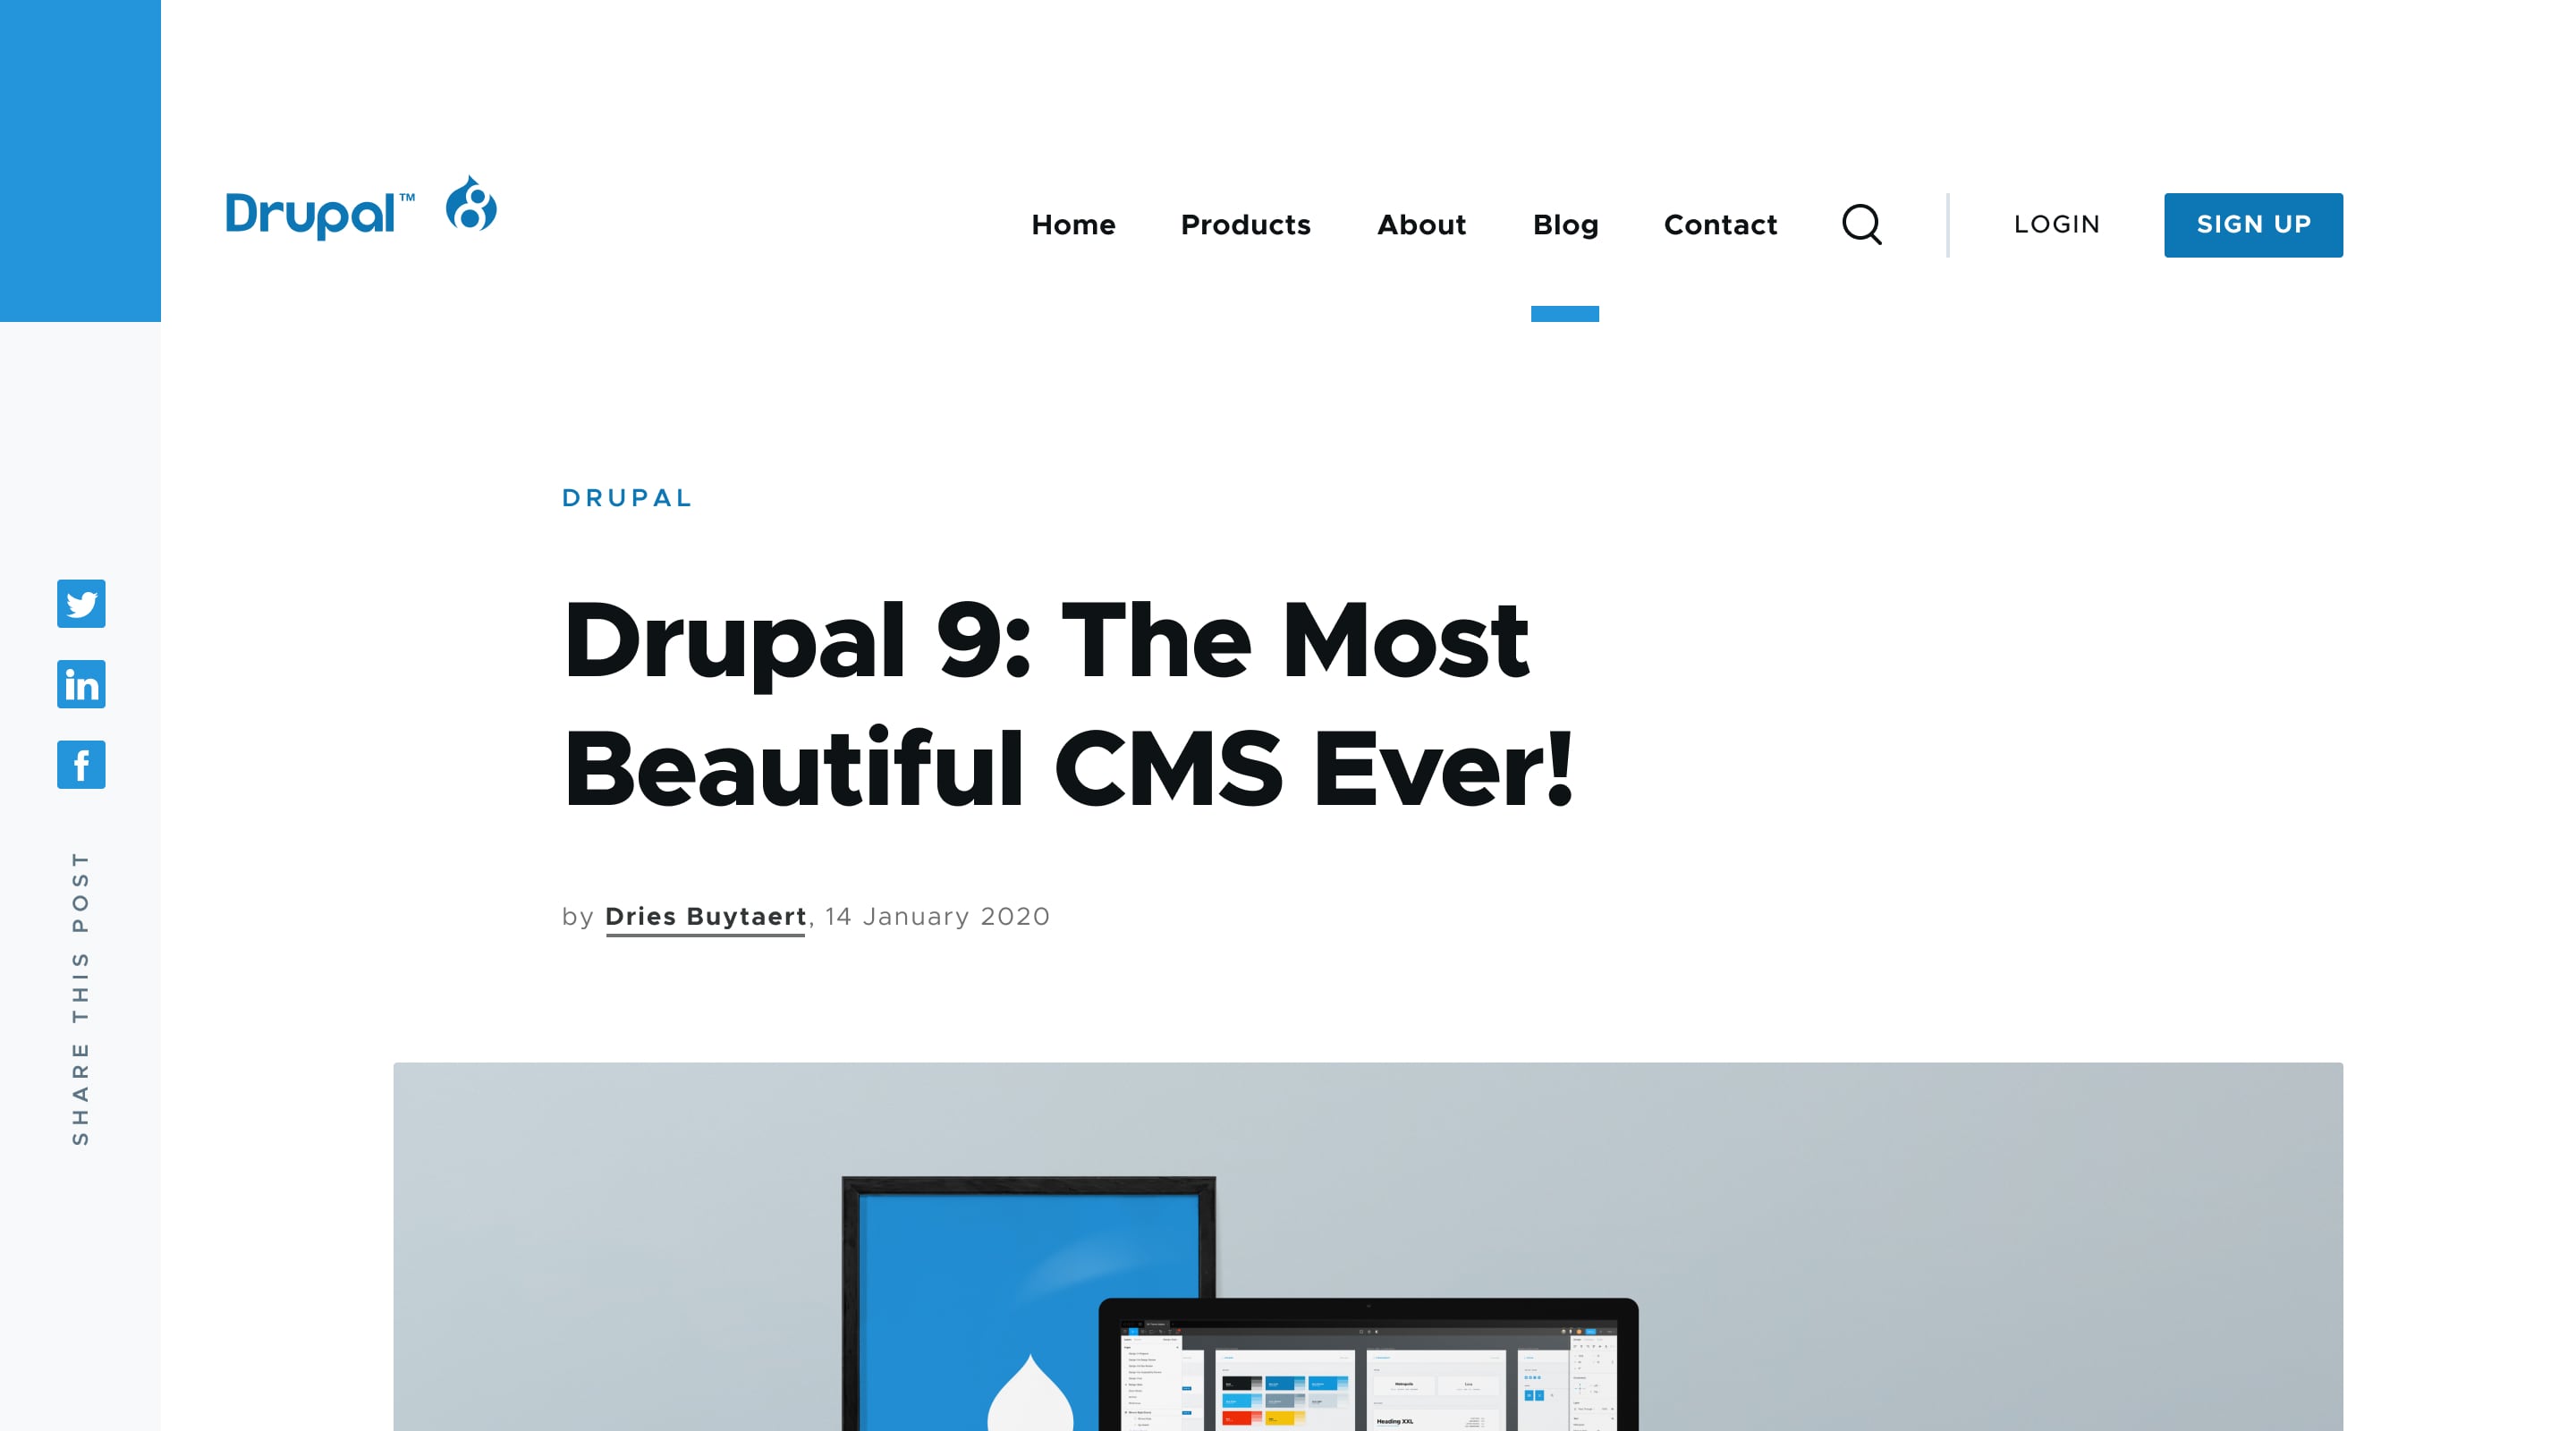 Drupal™
Home Products About Blog Contact LOGIN SIGN UP
DRUPAL
Drupal 9: The Most
Beautiful CMS Ever!
by Dries Buytaert, 14 January 2020
SHARE THIS POST
Heading XXL